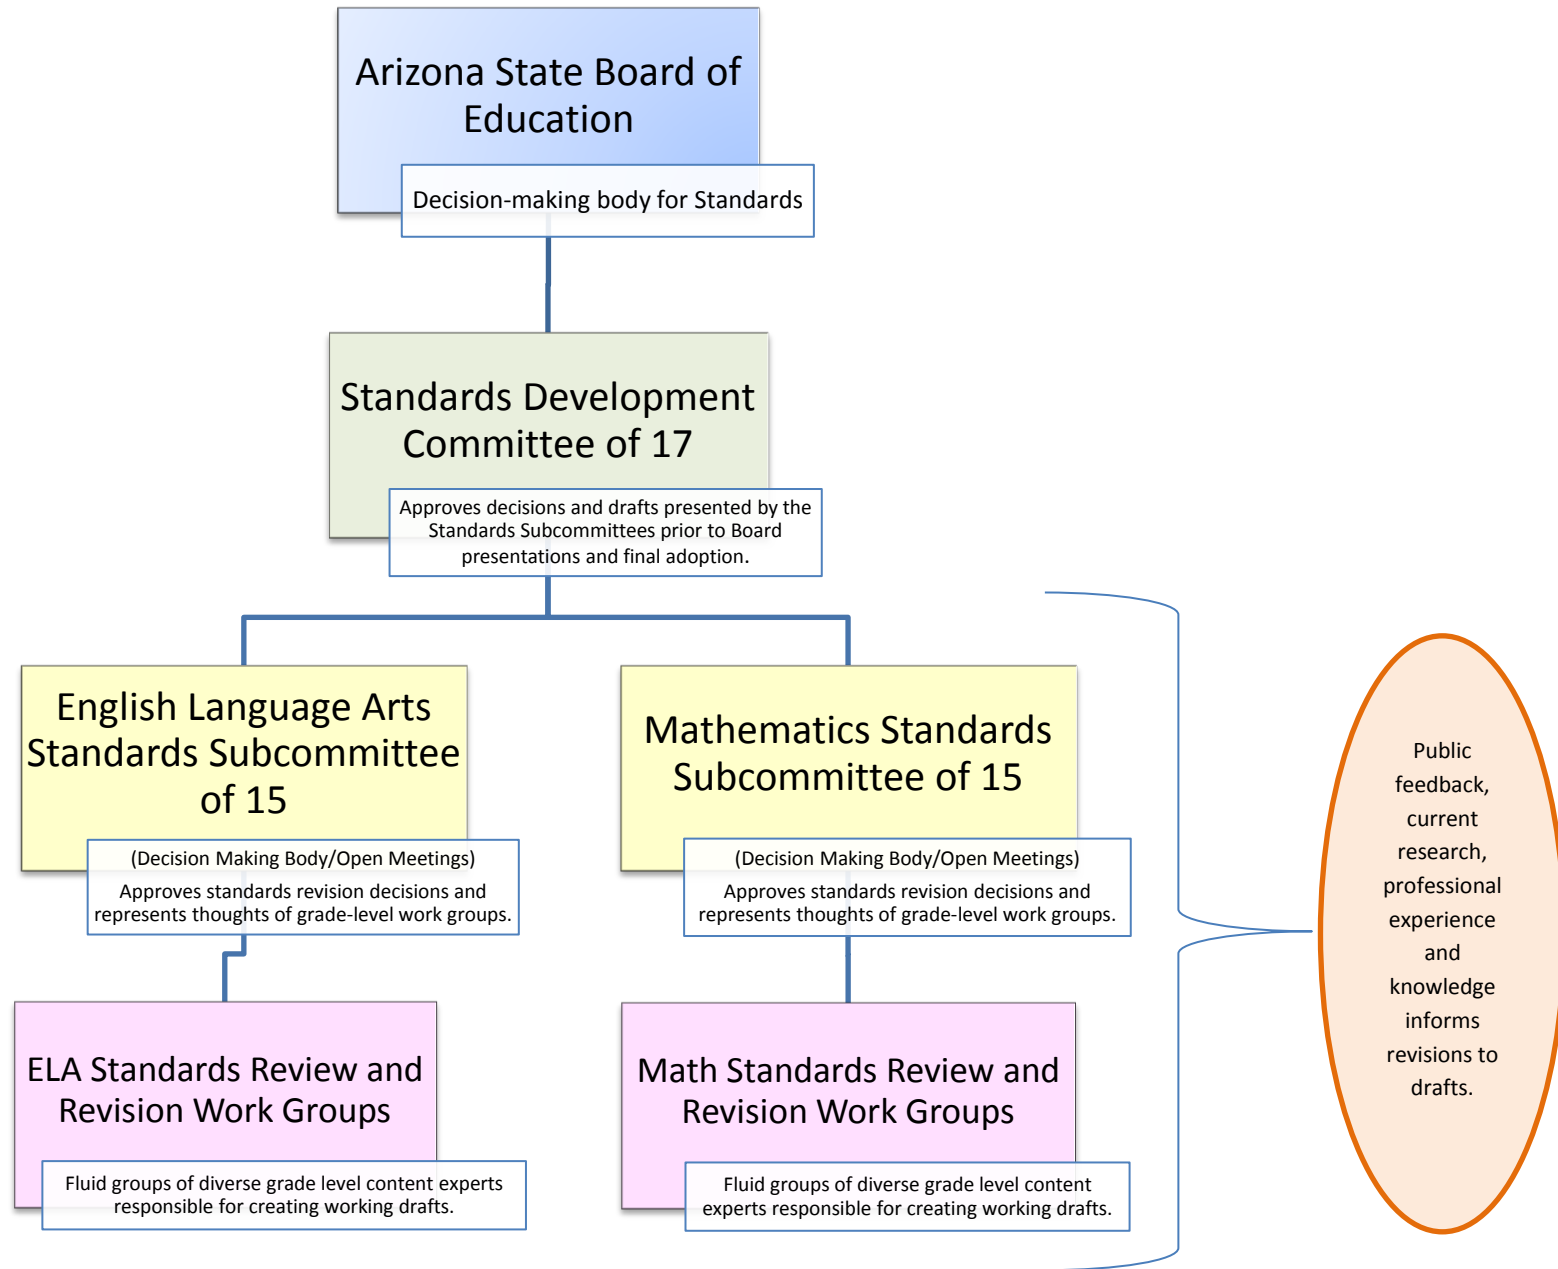 Arizona State Board of
Education
Decision-making body for Standards
Standards Development
Committee of 17
Approves decisions and drafts presented by the
Standards Subcommittees prior to Board
presentations and final adoption.
English Language Arts
Standards Subcommittee
of 15
(Decision Making Body/Open Meetings)
Approves standards revision decisions and
represents thoughts of grade-level work groups.
Mathematics Standards
Subcommittee of 15
(Decision Making Body/Open Meetings)
Approves standards revision decisions and
represents thoughts of grade-level work groups.
ELA Standards Review and
Revision Work Groups
Fluid groups of diverse grade level content experts
responsible for creating working drafts.
Math Standards Review and
Revision Work Groups
Fluid groups of diverse grade level content
experts responsible for creating working drafts.
Public
feedback,
current
research,
professional
experience
and
knowledge
informs
revisions to
drafts.